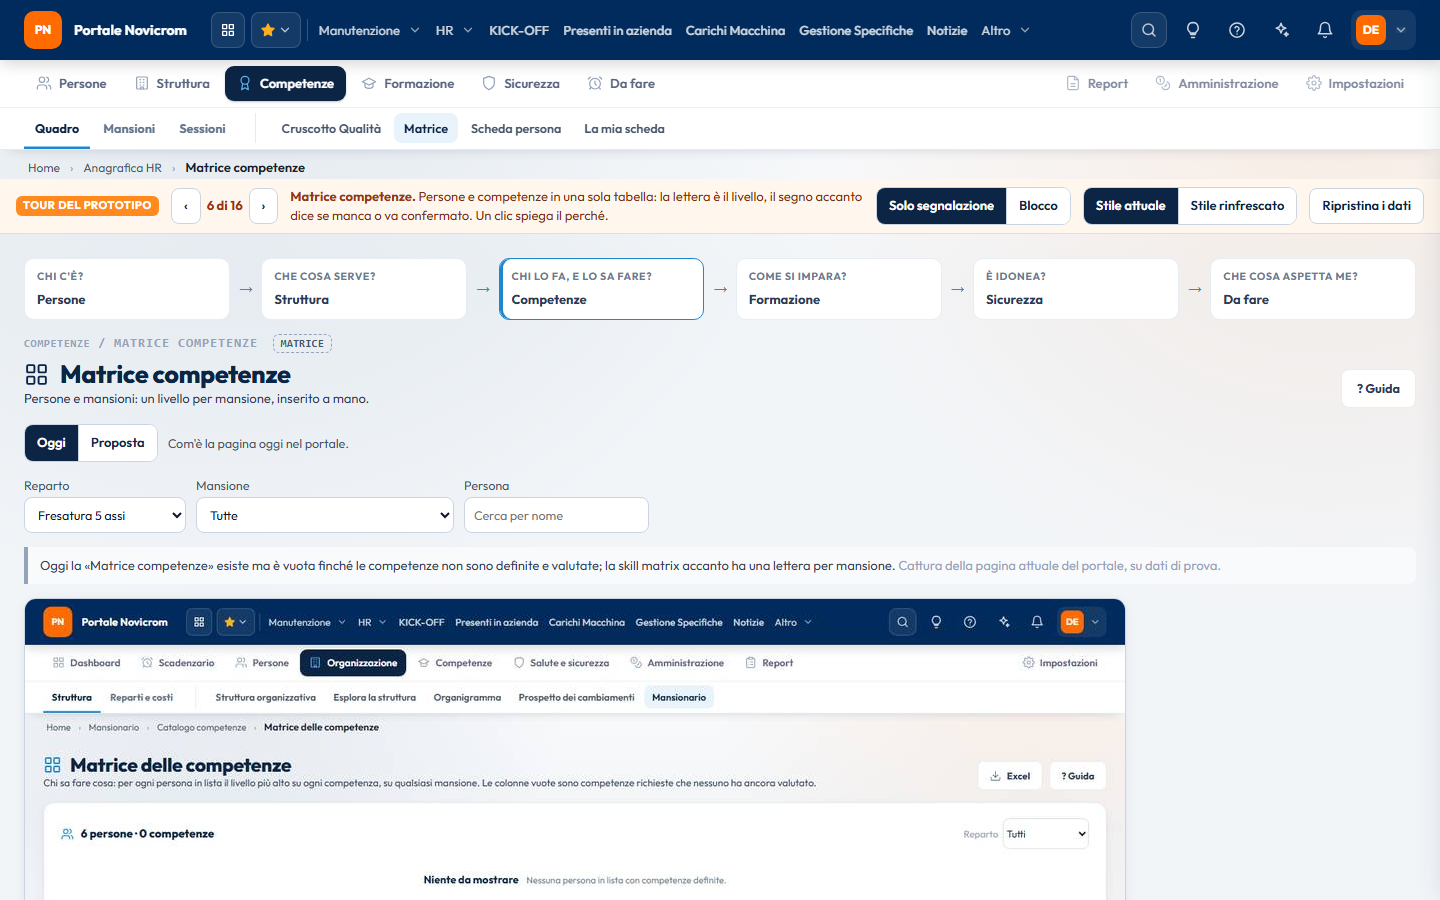 PN Portale Novicrom Manutenzione HR KICK-OFF Presenti in azienda Carichi Macchina Gestione Specifiche Notizie Altro DE
Persone Struttura Competenze Formazione Sicurezza Da fare Report Amministrazione Impostazioni
Quadro Mansioni Sessioni Cruscotto Qualità Matrice Scheda persona La mia scheda
Home › Anagrafica HR › Matrice competenze
TOUR DEL PROTOTIPO ‹ 6 di 16 › Matrice competenze. Persone e competenze in una sola tabella: la lettera è il livello, il segno accanto
dice se manca o va confermato. Un clic spiega il perché.
Solo segnalazione Blocco Stile attuale Stile rinfrescato Ripristina i dati
CHI C'È?
Persone
→
CHE COSA SERVE?
Struttura
→
CHI LO FA, E LO SA FARE?
Competenze
→
COME SI IMPARA?
Formazione
→
È IDONEA?
Sicurezza
→
CHE COSA ASPETTA ME?
Da fare
COMPETENZE / MATRICE COMPETENZE MATRICE
Matrice competenze
Persone e mansioni: un livello per mansione, inserito a mano.
? Guida
Oggi Proposta Com'è la pagina oggi nel portale.
Reparto Mansione Persona
Fresatura 5 assi Tutte Cerca per nome
Oggi la «Matrice competenze» esiste ma è vuota finché le competenze non sono definite e valutate; la skill matrix accanto ha una lettera per mansione. Cattura della pagina attuale del portale, su dati di prova.
PN Portale Novicrom Manutenzione HR KICK-OFF Presenti in azienda Carichi Macchina Gestione Specifiche Notizie Altro DE
Dashboard Scadenzario Persone Organizzazione Competenze Salute e sicurezza Amministrazione Report Impostazioni
Struttura Reparti e costi Struttura organizzativa Esplora la struttura Organigramma Prospetto dei cambiamenti Mansionario
Home › Mansionario › Catalogo competenze › Matrice delle competenze
Matrice delle competenze
Chi sa fare cosa: per ogni persona in lista il livello più alto su ogni competenza, su qualsiasi mansione. Le colonne vuote sono competenze richieste che nessuno ha ancora valutato.
Excel ? Guida
6 persone · 0 competenze Reparto Tutti
Niente da mostrare Nessuna persona in lista con competenze definite.